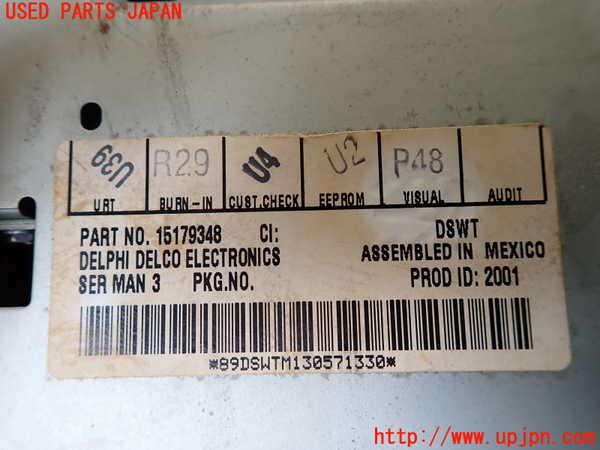 USED PARTS JAPAN
U39 R29 U4 U2 P48
URT BURN-IN CUST.CHECK EEPROM VISUAL AUDIT
PART NO. 15179348 CI: DSWT
DELPHI DELCO ELECTRONICS ASSEMBLED IN MEXICO
SER MAN 3 PKG.NO. PROD ID: 2001
*89DSWTM130571330*
http://www.upjpn.com/